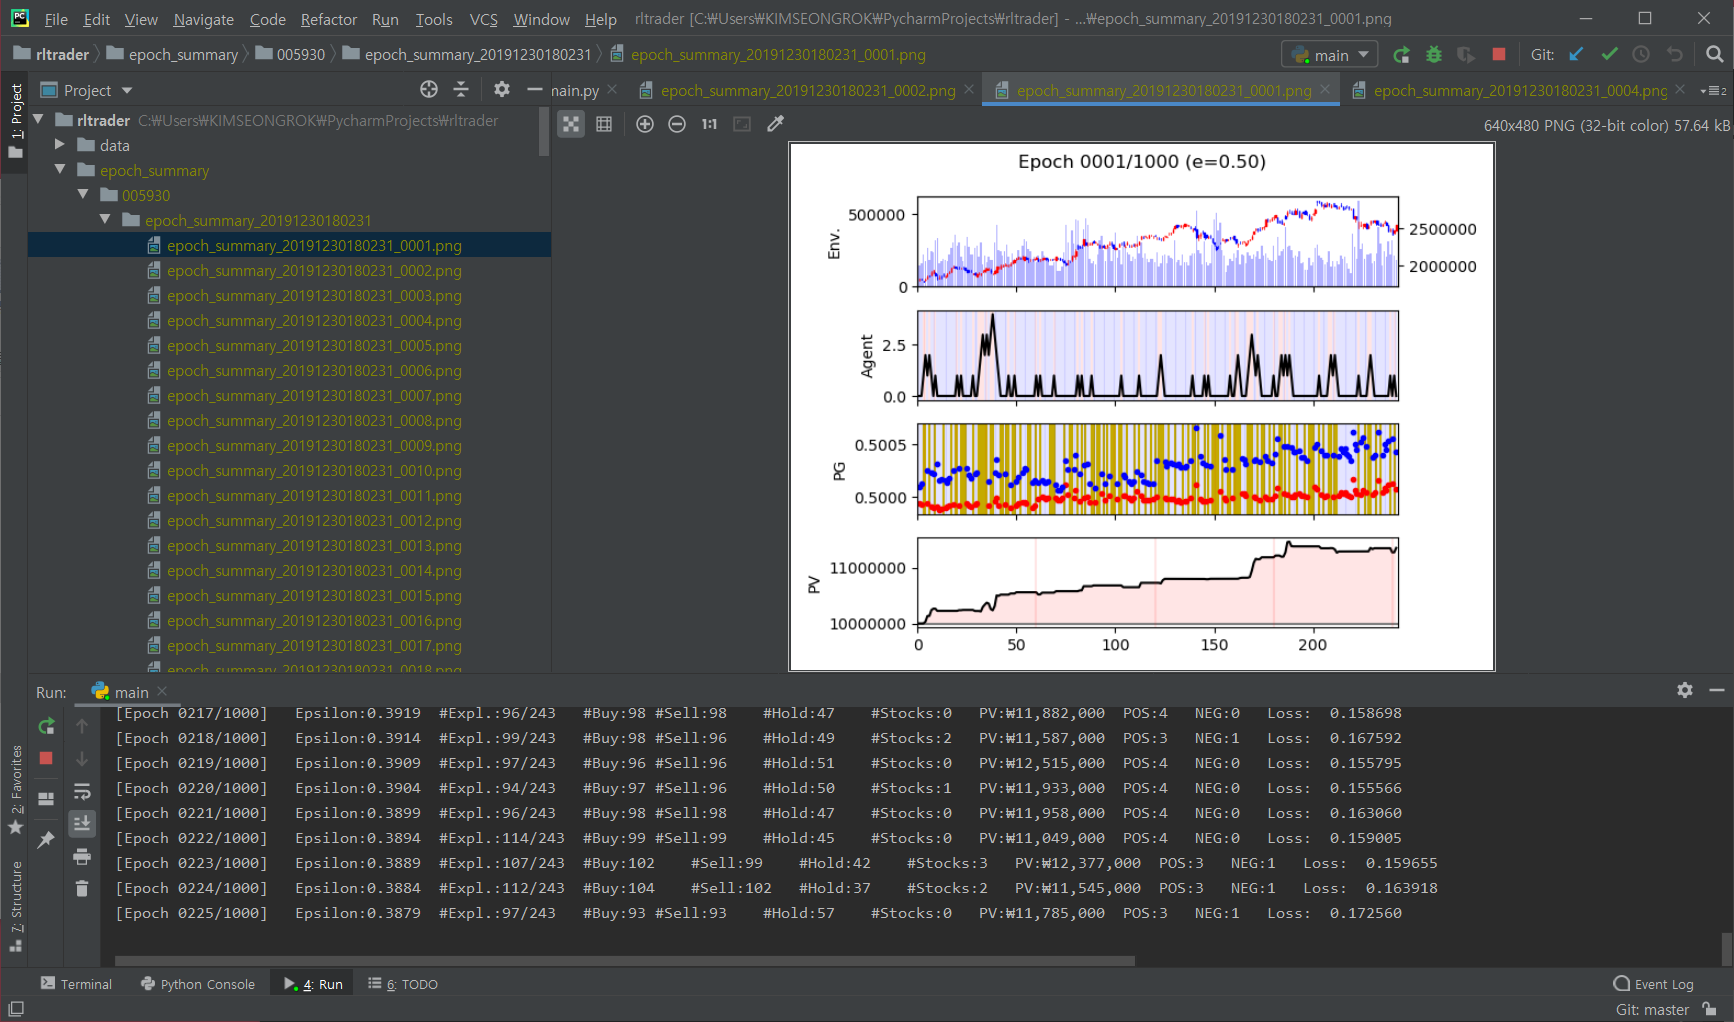 File Edit View Navigate Code Refactor Run Tools VCS Window Help rltrader [C:₩Users₩KIMSEONGROK₩PycharmProjects₩rltrader] - ...₩epoch_summary_20191230180231_0001.png
rltrader epoch_summary 005930 epoch_summary_20191230180231 epoch_summary_20191230180231_0001.png main Git:
Project main.py epoch_summary_20191230180231_0002.png epoch_summary_20191230180231_0001.png epoch_summary_20191230180231_0004.png 2
1: Project
rltrader C:₩Users₩KIMSEONGROK₩PycharmProjects₩rltrader
1:1 640x480 PNG (32-bit color) 57.64 kB
data
epoch_summary
005930
epoch_summary_20191230180231
epoch_summary_20191230180231_0001.png
epoch_summary_20191230180231_0002.png
epoch_summary_20191230180231_0003.png
epoch_summary_20191230180231_0004.png
epoch_summary_20191230180231_0005.png
epoch_summary_20191230180231_0006.png
epoch_summary_20191230180231_0007.png
epoch_summary_20191230180231_0008.png
epoch_summary_20191230180231_0009.png
epoch_summary_20191230180231_0010.png
epoch_summary_20191230180231_0011.png
epoch_summary_20191230180231_0012.png
epoch_summary_20191230180231_0013.png
epoch_summary_20191230180231_0014.png
epoch_summary_20191230180231_0015.png
epoch_summary_20191230180231_0016.png
epoch_summary_20191230180231_0017.png
epoch_summary_20191230180231_0018.png
Epoch 0001/1000 (e=0.50)
Env.
500000
0
2500000
2000000
Agent
2.5
0.0
PG
0.5005
0.5000
PV
11000000
10000000
0 50 100 150 200
Run: main
[Epoch 0217/1000] Epsilon:0.3919 #Expl.:96/243 #Buy:98 #Sell:98 #Hold:47 #Stocks:0 PV:₩11,882,000 POS:4 NEG:0 Loss: 0.158698
[Epoch 0218/1000] Epsilon:0.3914 #Expl.:99/243 #Buy:98 #Sell:96 #Hold:49 #Stocks:2 PV:₩11,587,000 POS:3 NEG:1 Loss: 0.167592
[Epoch 0219/1000] Epsilon:0.3909 #Expl.:97/243 #Buy:96 #Sell:96 #Hold:51 #Stocks:0 PV:₩12,515,000 POS:4 NEG:0 Loss: 0.155795
[Epoch 0220/1000] Epsilon:0.3904 #Expl.:94/243 #Buy:97 #Sell:96 #Hold:50 #Stocks:1 PV:₩11,933,000 POS:4 NEG:0 Loss: 0.155566
[Epoch 0221/1000] Epsilon:0.3899 #Expl.:96/243 #Buy:98 #Sell:98 #Hold:47 #Stocks:0 PV:₩11,958,000 POS:4 NEG:0 Loss: 0.163060
[Epoch 0222/1000] Epsilon:0.3894 #Expl.:114/243 #Buy:99 #Sell:99 #Hold:45 #Stocks:0 PV:₩11,049,000 POS:4 NEG:0 Loss: 0.159005
[Epoch 0223/1000] Epsilon:0.3889 #Expl.:107/243 #Buy:102 #Sell:99 #Hold:42 #Stocks:3 PV:₩12,377,000 POS:3 NEG:1 Loss: 0.159655
[Epoch 0224/1000] Epsilon:0.3884 #Expl.:112/243 #Buy:104 #Sell:102 #Hold:37 #Stocks:2 PV:₩11,545,000 POS:3 NEG:1 Loss: 0.163918
[Epoch 0225/1000] Epsilon:0.3879 #Expl.:97/243 #Buy:93 #Sell:93 #Hold:57 #Stocks:0 PV:₩11,785,000 POS:3 NEG:1 Loss: 0.172560
2: Favorites
7: Structure
Terminal Python Console 4: Run 6: TODO Event Log
Git: master